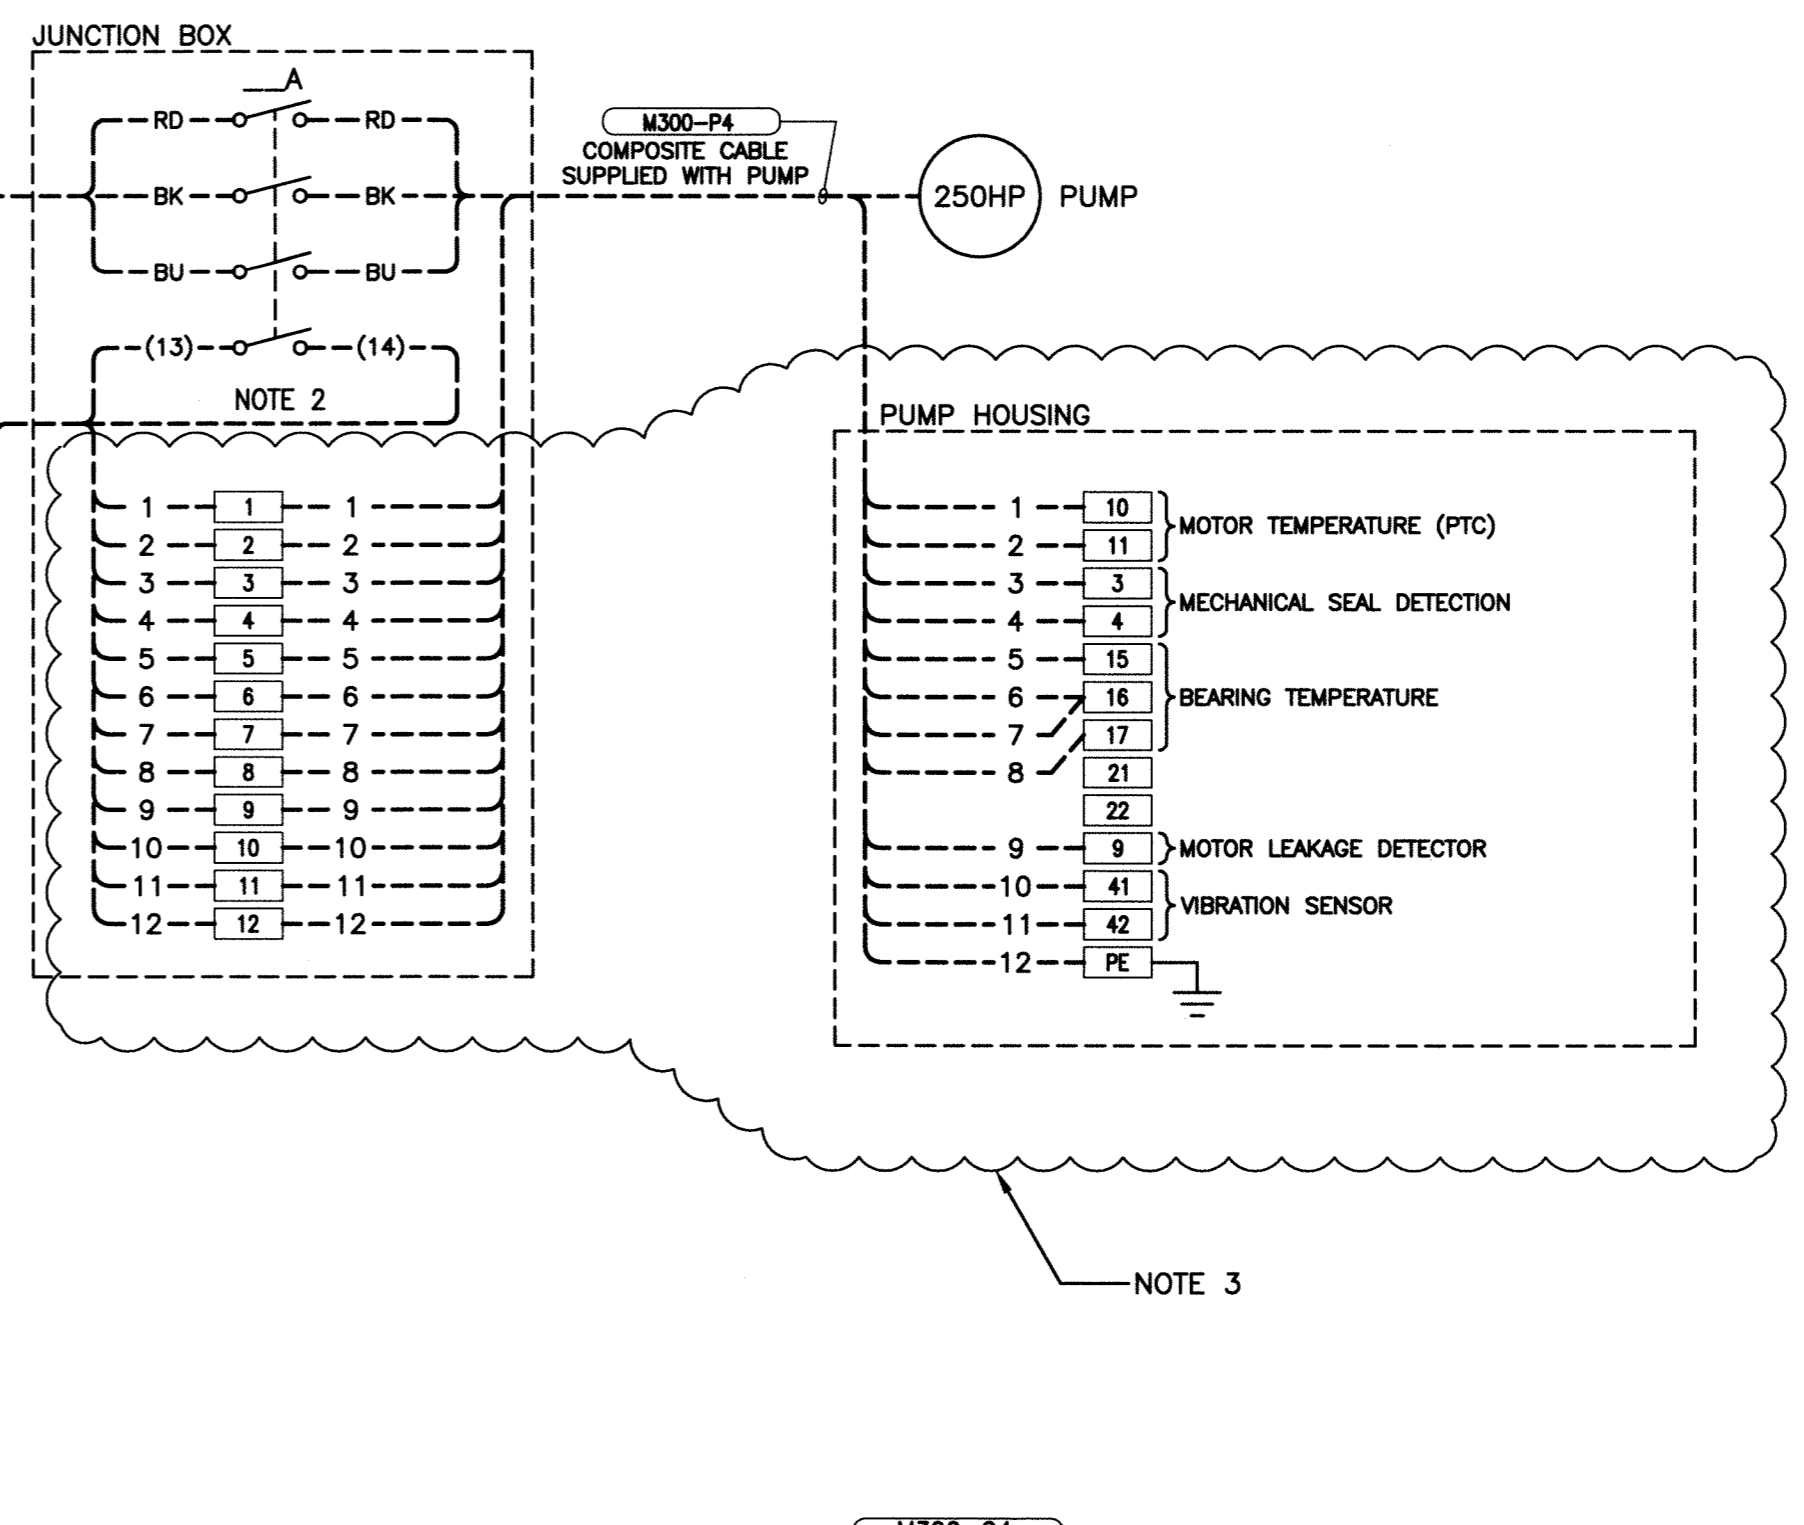 JUNCTION BOX
___A
RD RD
BK BK
BU BU
(13) (14)
NOTE 2
M300-P4
COMPOSITE CABLE
SUPPLIED WITH PUMP
250HP PUMP
1 1 1
2 2 2
3 3 3
4 4 4
5 5 5
6 6 6
7 7 7
8 8 8
9 9 9
10 10 10
11 11 11
12 12 12
PUMP HOUSING
1 10
MOTOR TEMPERATURE (PTC)
2 11
3 3
MECHANICAL SEAL DETECTION
4 4
5 15
6 16 BEARING TEMPERATURE
7 17
8 21
22
9 9 MOTOR LEAKAGE DETECTOR
10 41
VIBRATION SENSOR
11 42
12 PE
NOTE 3